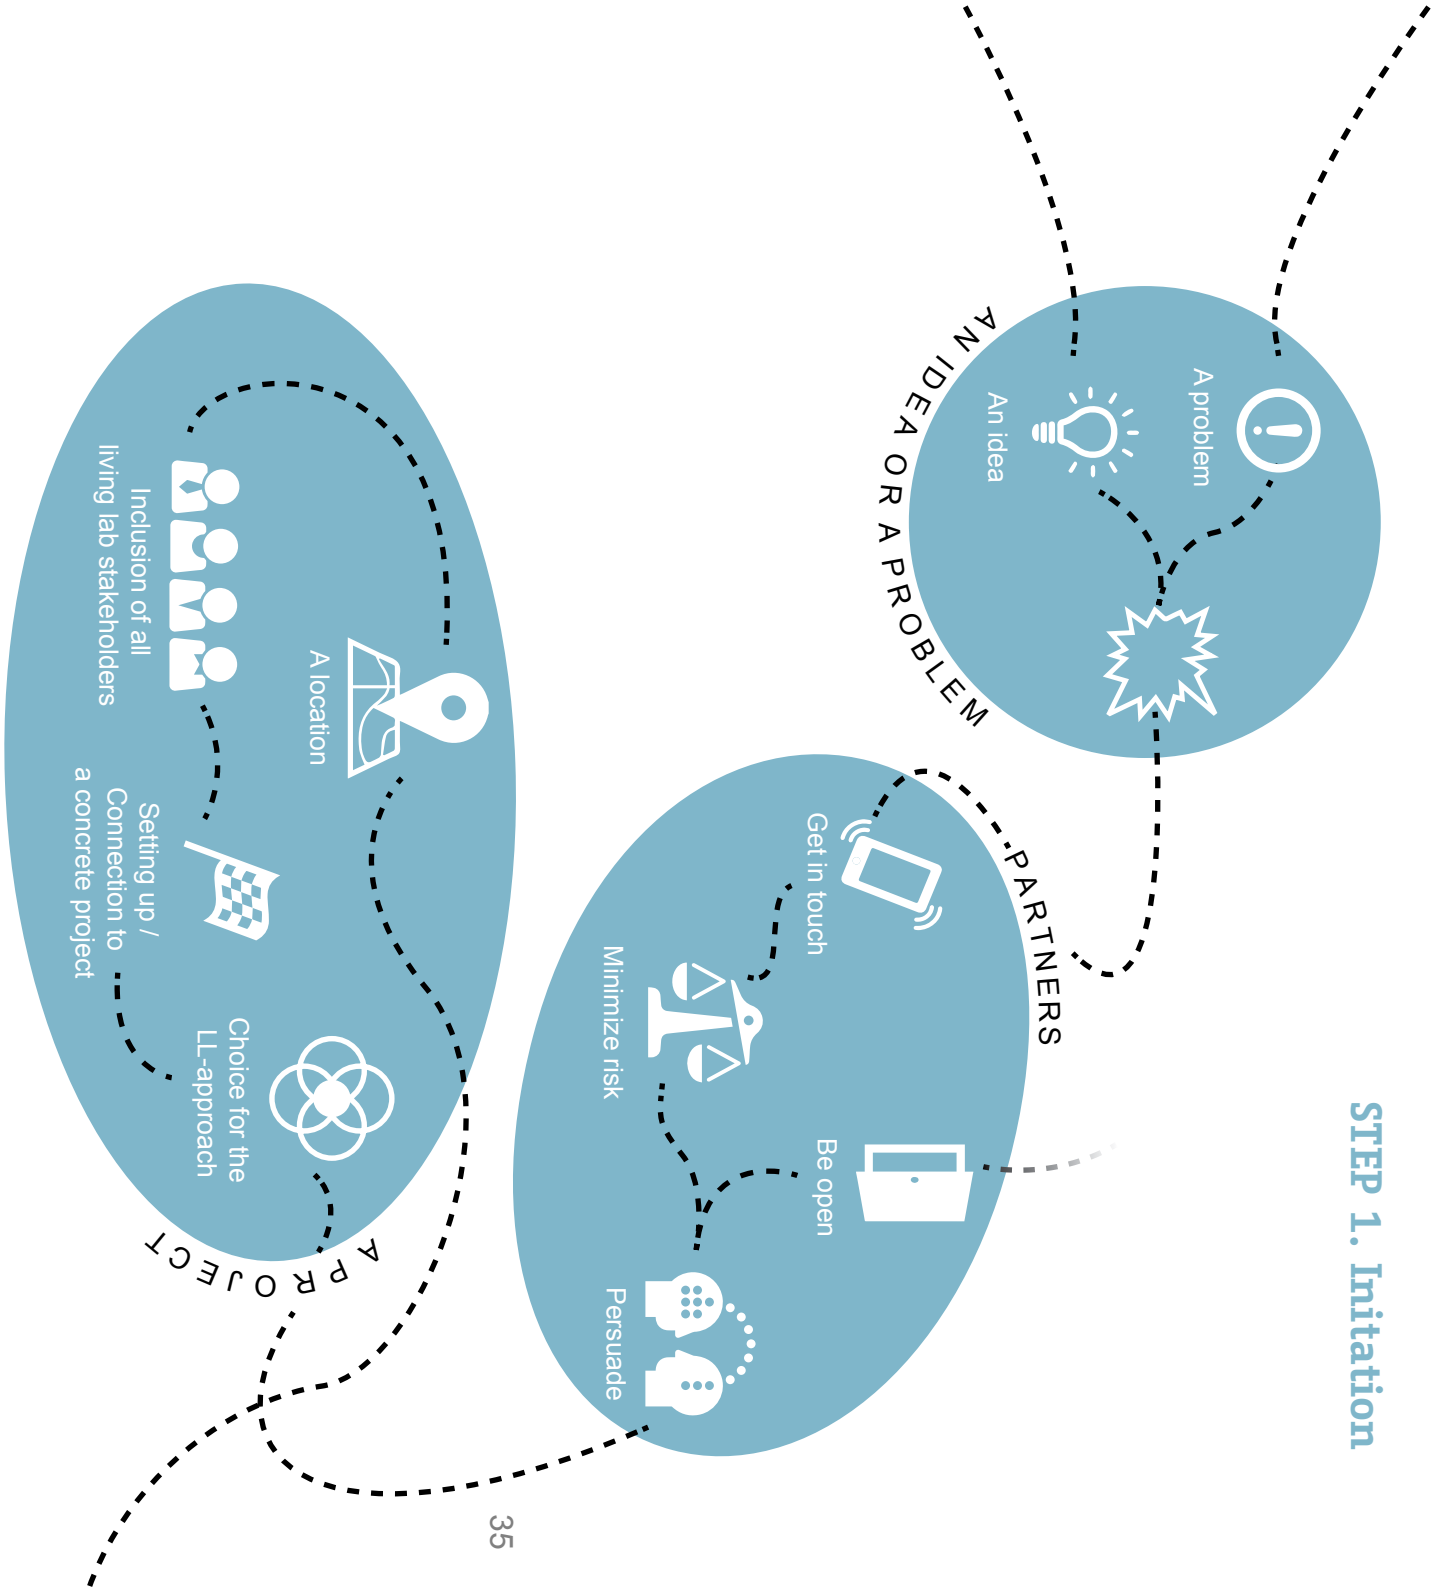 STEP 1. Initation
A problem
An idea
AN IDEA OR A PROBLEM
PARTNERS
Get in touch
Minimize risk
Be open
Persuade
A PROJECT
Choice for the
LL-approach
Setting up /
Connection to
a concrete project
Inclusion of all
living lab stakeholders
A location
35